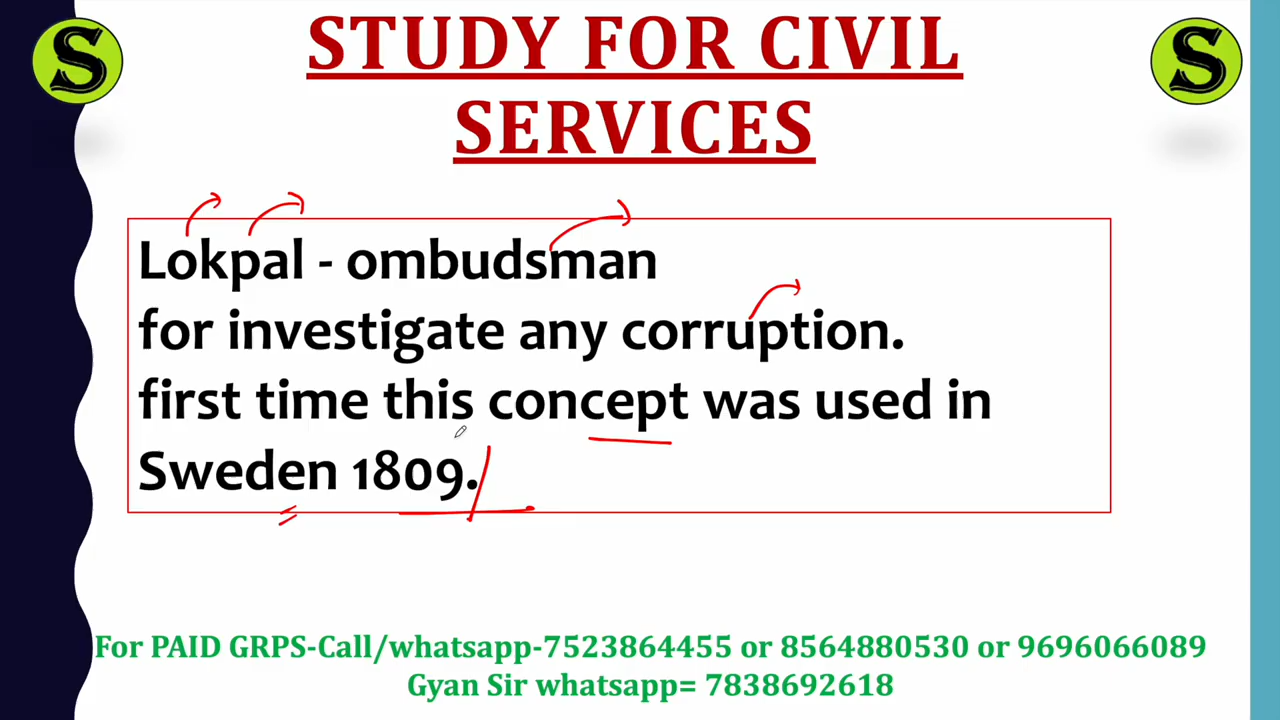 STUDY FOR CIVIL
SERVICES
S
S
Lokpal - ombudsman
for investigate any corruption.
first time this concept was used in
Sweden 1809.
For PAID GRPS-Call/whatsapp-7523864455 or 8564880530 or 9696066089
Gyan Sir whatsapp= 7838692618